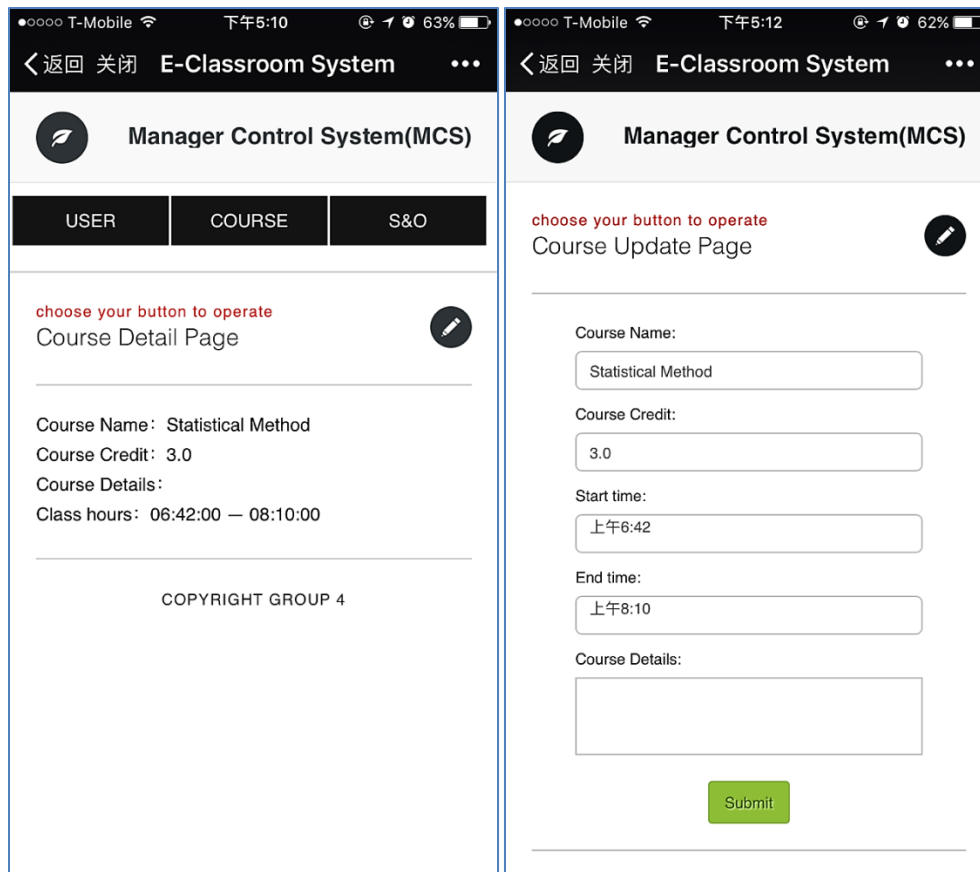 T-Mobile 下午5:10 63%
返回 关闭 E-Classroom System
Manager Control System(MCS)
USER COURSE S&O
choose your button to operate
Course Detail Page
Course Name: Statistical Method
Course Credit: 3.0
Course Details:
Class hours: 06:42:00 — 08:10:00
COPYRIGHT GROUP 4
T-Mobile 下午5:12 62%
返回 关闭 E-Classroom System
Manager Control System(MCS)
choose your button to operate
Course Update Page
Course Name:
Statistical Method
Course Credit:
3.0
Start time:
上午6:42
End time:
上午8:10
Course Details:
Submit